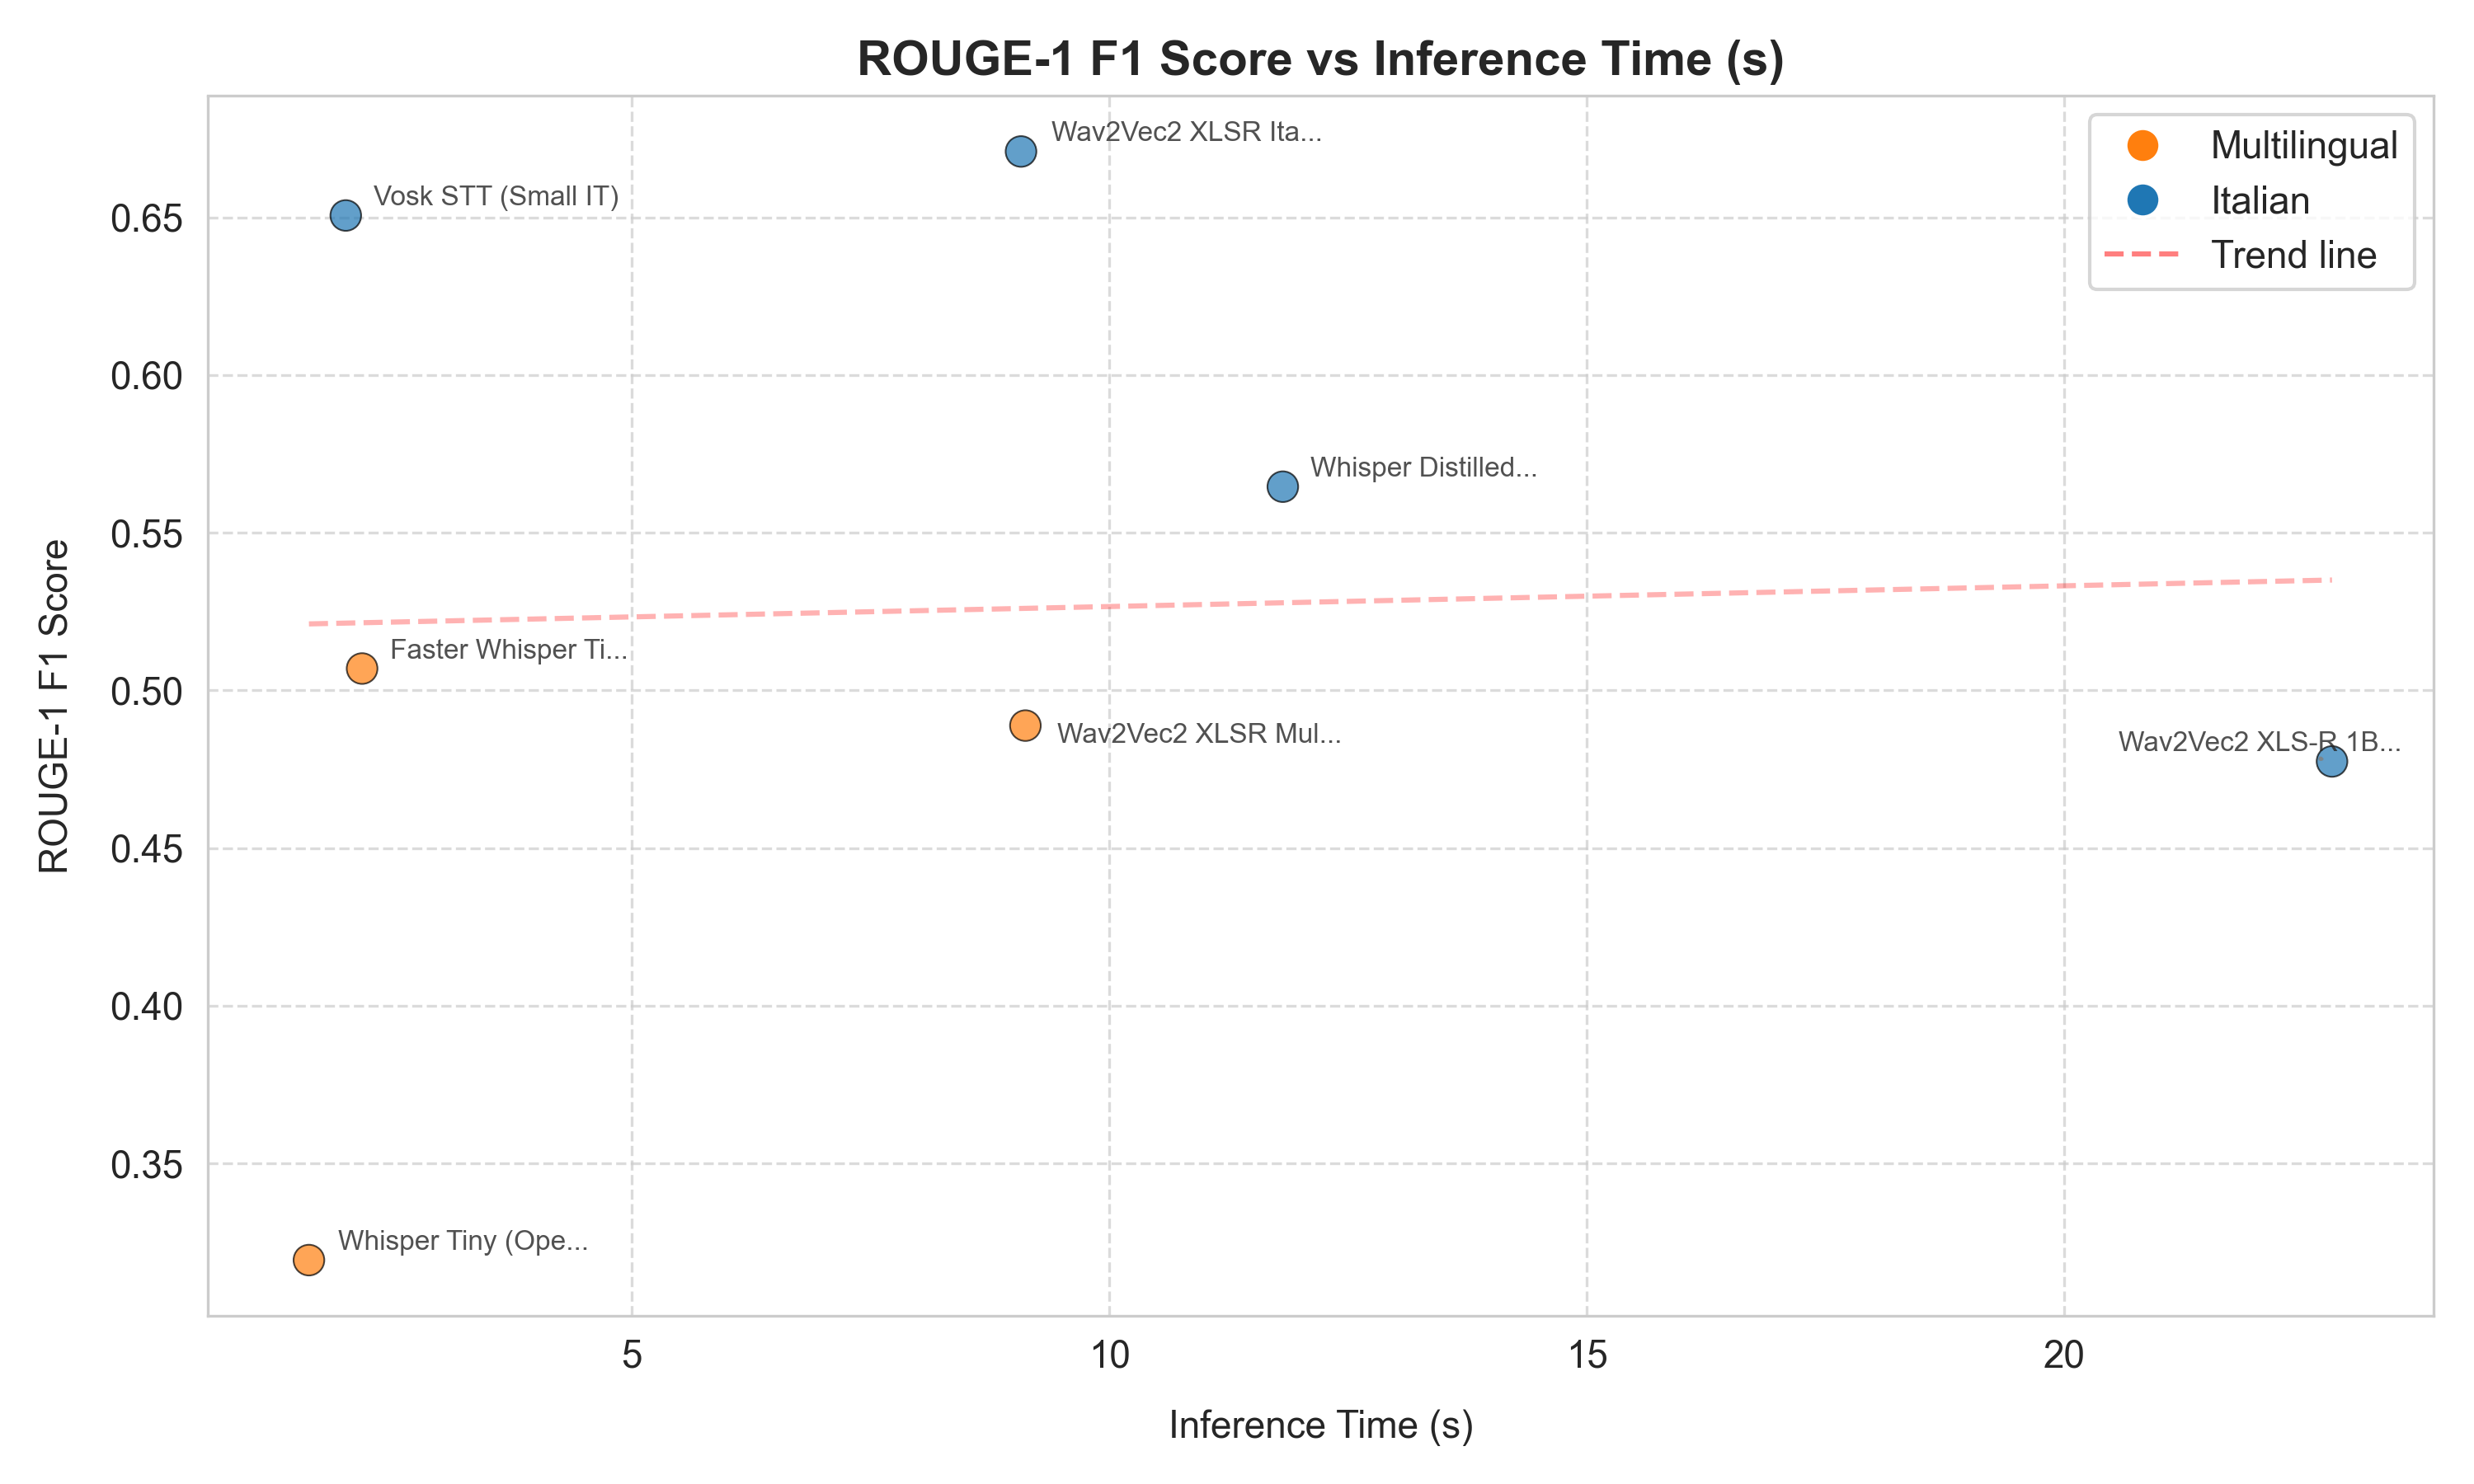 ROUGE-1 F1 Score vs Inference Time (s)
Wav2Vec2 XLSR Ita...
Multilingual
Italian
Trend line
Vosk STT (Small IT)
0.65
0.60
Whisper Distilled...
0.55
Faster Whisper Ti...
0.50
Wav2Vec2 XLSR Mul...
Wav2Vec2 XLS-R 1B...
0.45
0.40
0.35
Whisper Tiny (Ope...
ROUGE-1 F1 Score
5 10 15 20
Inference Time (s)